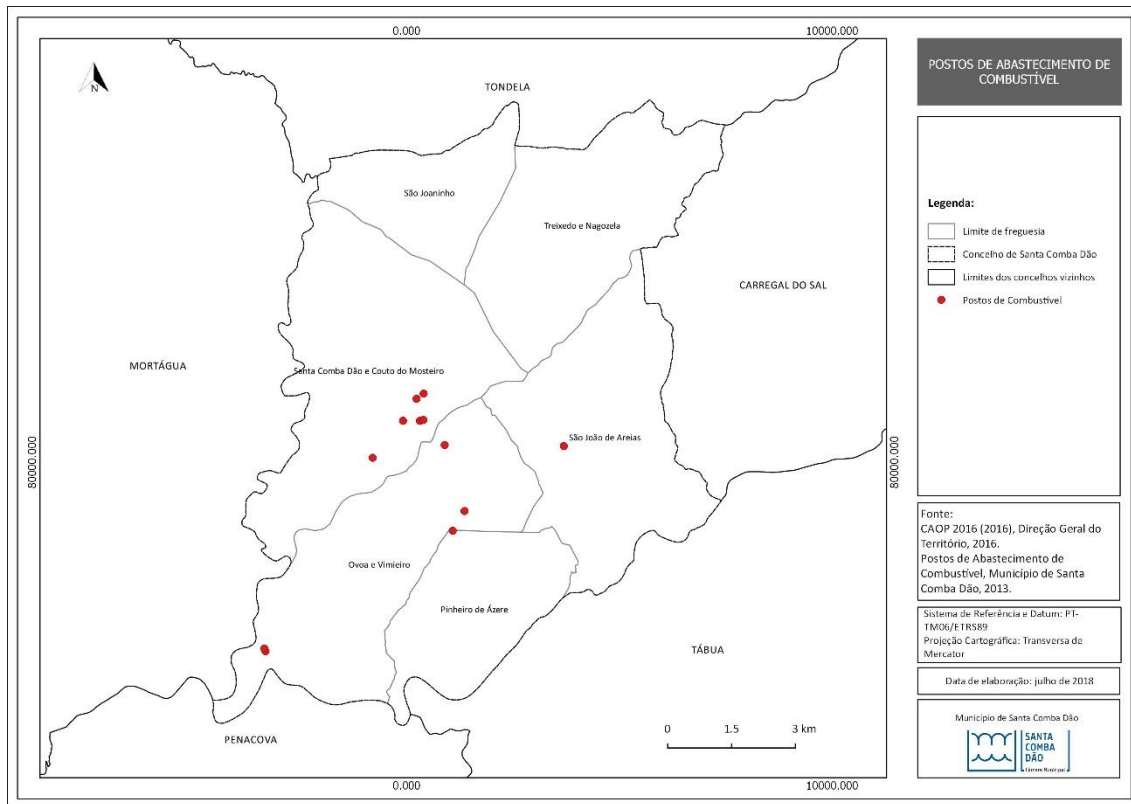 0.000
10000.000
N
TONDELA
São Joaninho
Treixedo e Nagozela
CARREGAL DO SAL
MORTÁGUA
Santa Comba Dão e Couto do Mosteiro
São João de Areias
80000.000
80000.000
Ovoa e Vimieiro
Pinheiro de Ázere
TÁBUA
PENACOVA
0
1.5
3 km
0.000
10000.000
POSTOS DE ABASTECIMENTO DE
COMBUSTÍVEL
Legenda:
Limite de freguesia
Concelho de Santa Comba Dão
Limites dos concelhos vizinhos
Postos de Combustível
Fonte:
CAOP 2016 (2016), Direção Geral do
Território, 2016.
Postos de Abastecimento de
Combustível, Município de Santa
Comba Dão, 2013.
Sistema de Referência e Datum: PT-
TM06/ETRS89
Projeção Cartográfica: Transversa de
Mercator
Data de elaboração: julho de 2018
Município de Santa Comba Dão
SANTA
COMBA
DÃO
Câmara Municipal